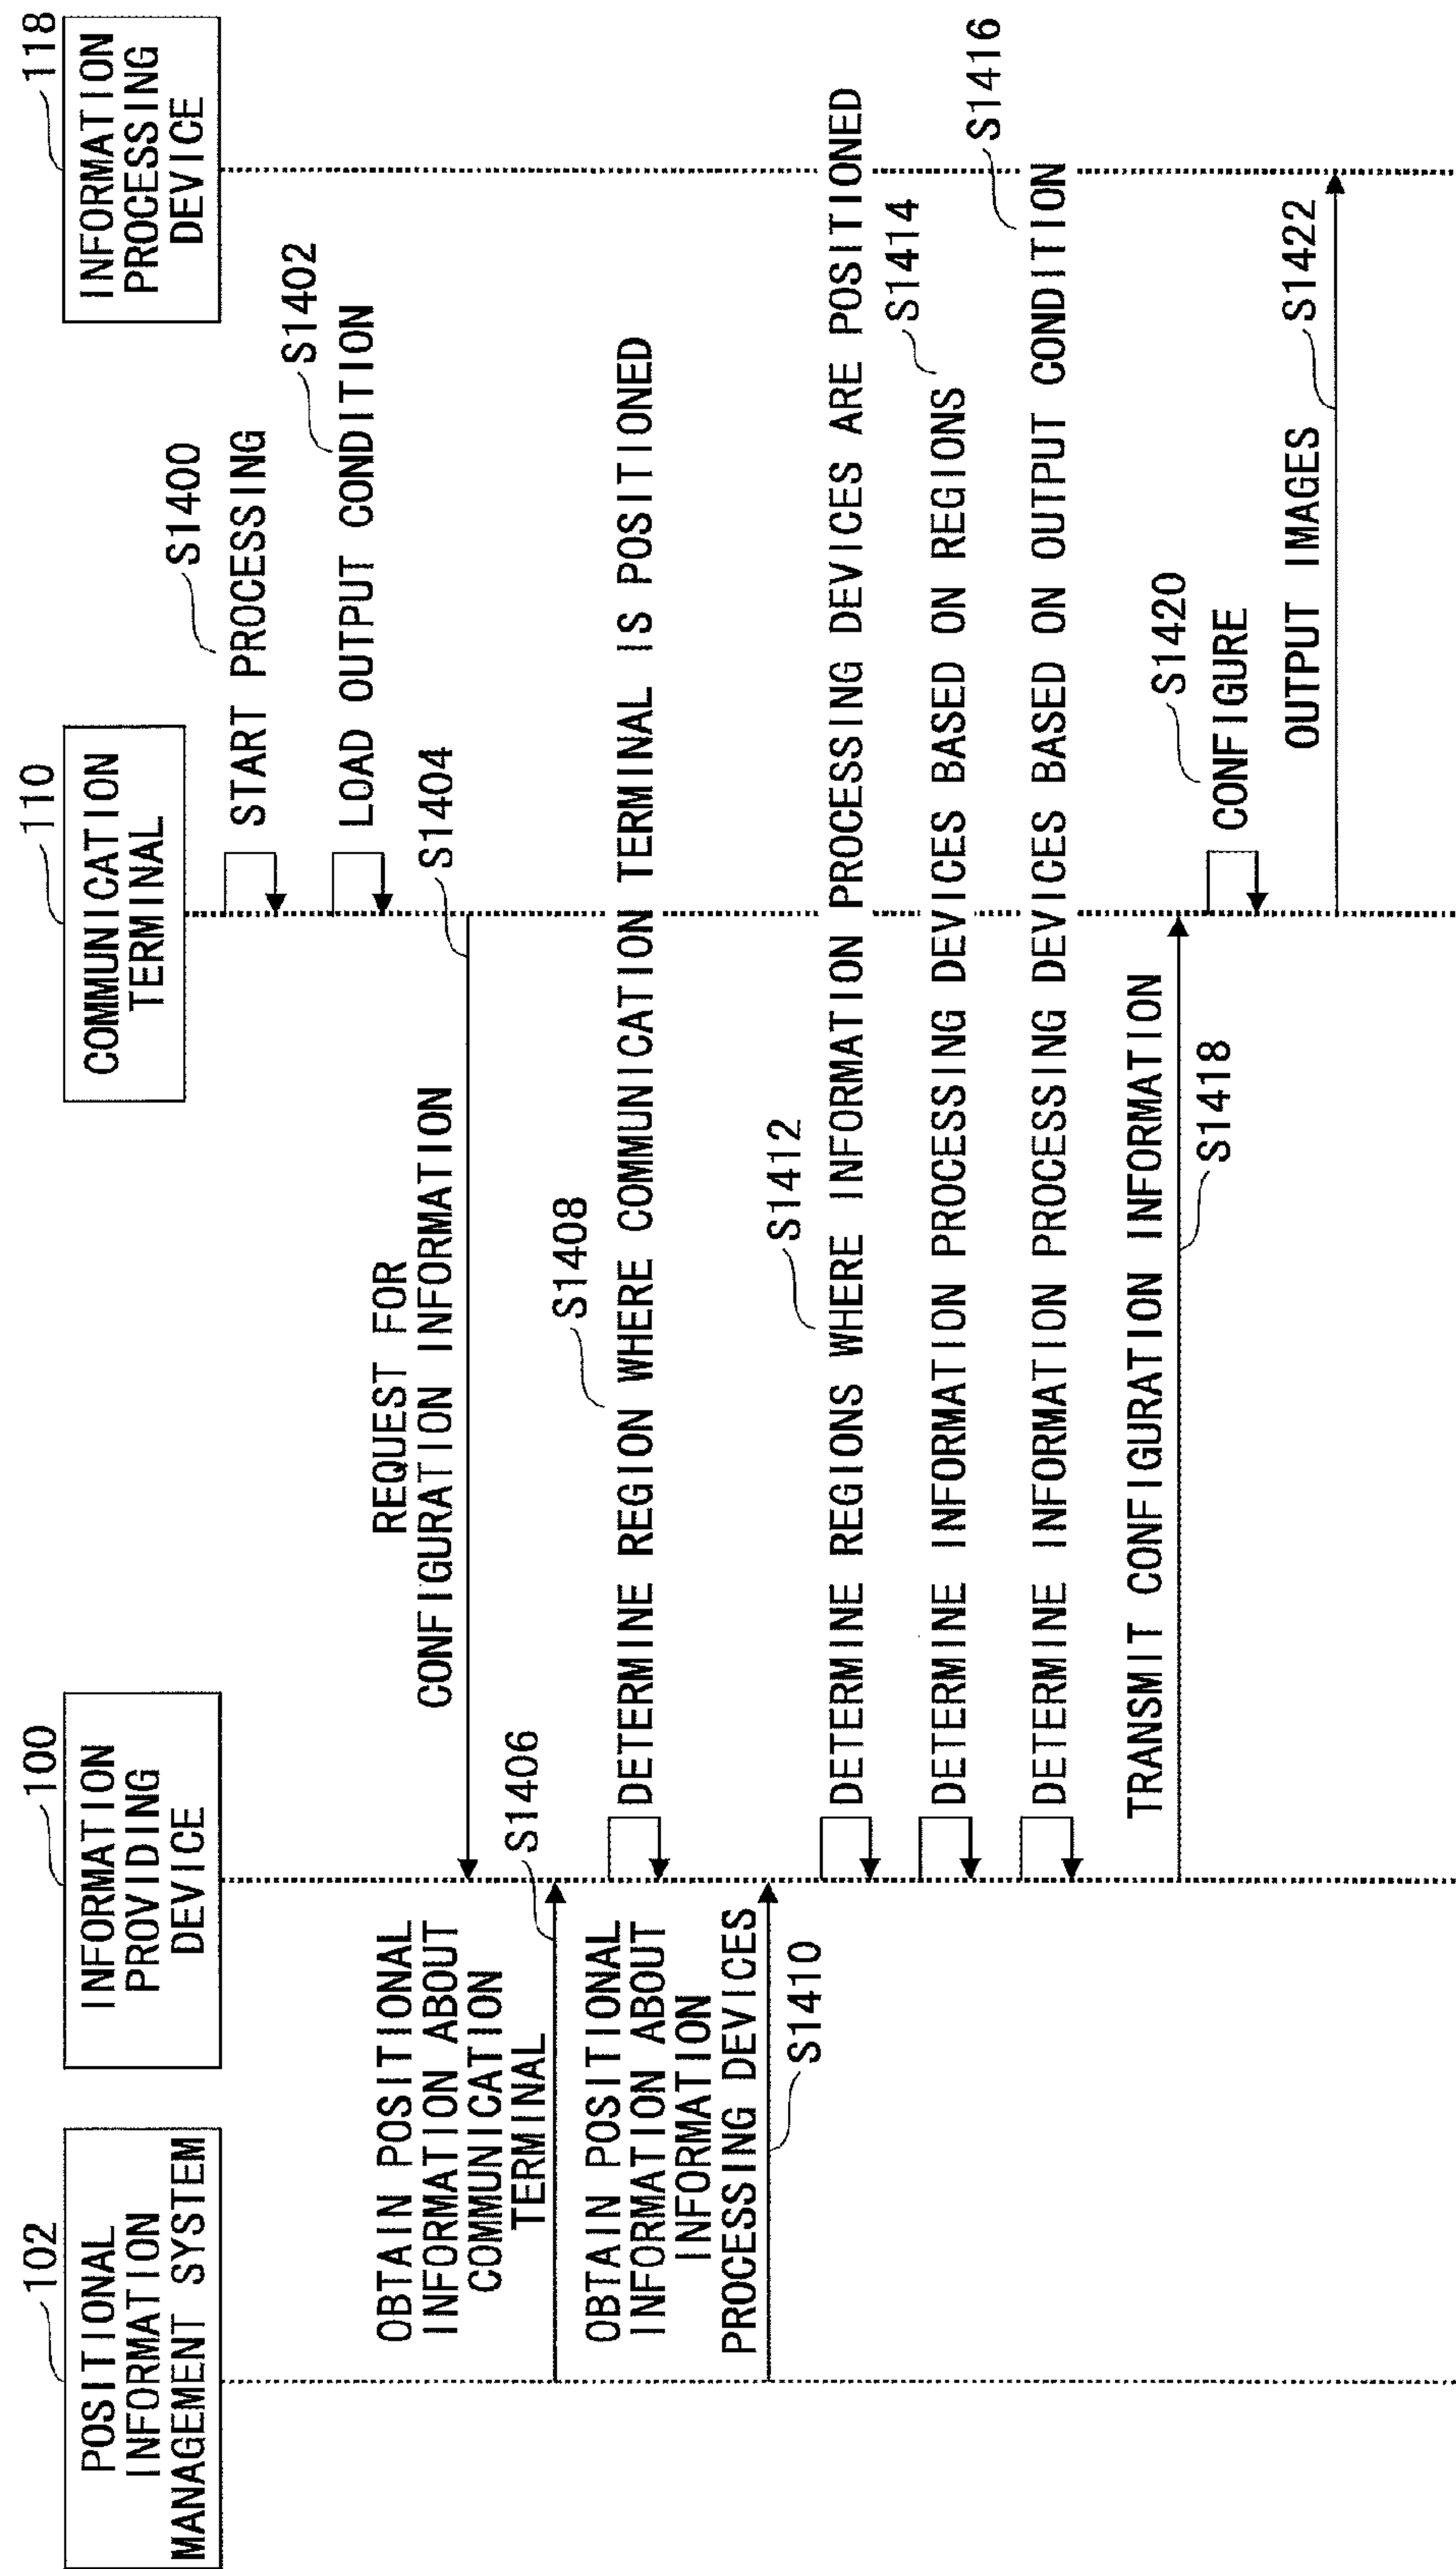 102
POSITIONAL
INFORMATION
MANAGEMENT SYSTEM
100
INFORMATION
PROVIDING
DEVICE
110
COMMUNICATION
TERMINAL
118
INFORMATION
PROCESSING
DEVICE
S1400
START PROCESSING
S1402
LOAD OUTPUT CONDITION
S1404
REQUEST FOR
CONFIGURATION INFORMATION
OBTAIN POSITIONAL
INFORMATION ABOUT
COMMUNICATION
TERMINAL
S1406
S1408
DETERMINE REGION WHERE COMMUNICATION TERMINAL IS POSITIONED
OBTAIN POSITIONAL
INFORMATION ABOUT
INFORMATION
PROCESSING DEVICES
S1410
S1412
DETERMINE REGIONS WHERE INFORMATION PROCESSING DEVICES ARE POSITIONED
S1414
DETERMINE INFORMATION PROCESSING DEVICES BASED ON REGIONS
S1416
DETERMINE INFORMATION PROCESSING DEVICES BASED ON OUTPUT CONDITION
TRANSMIT CONFIGURATION INFORMATION
S1418
S1420
CONFIGURE
OUTPUT IMAGES
S1422